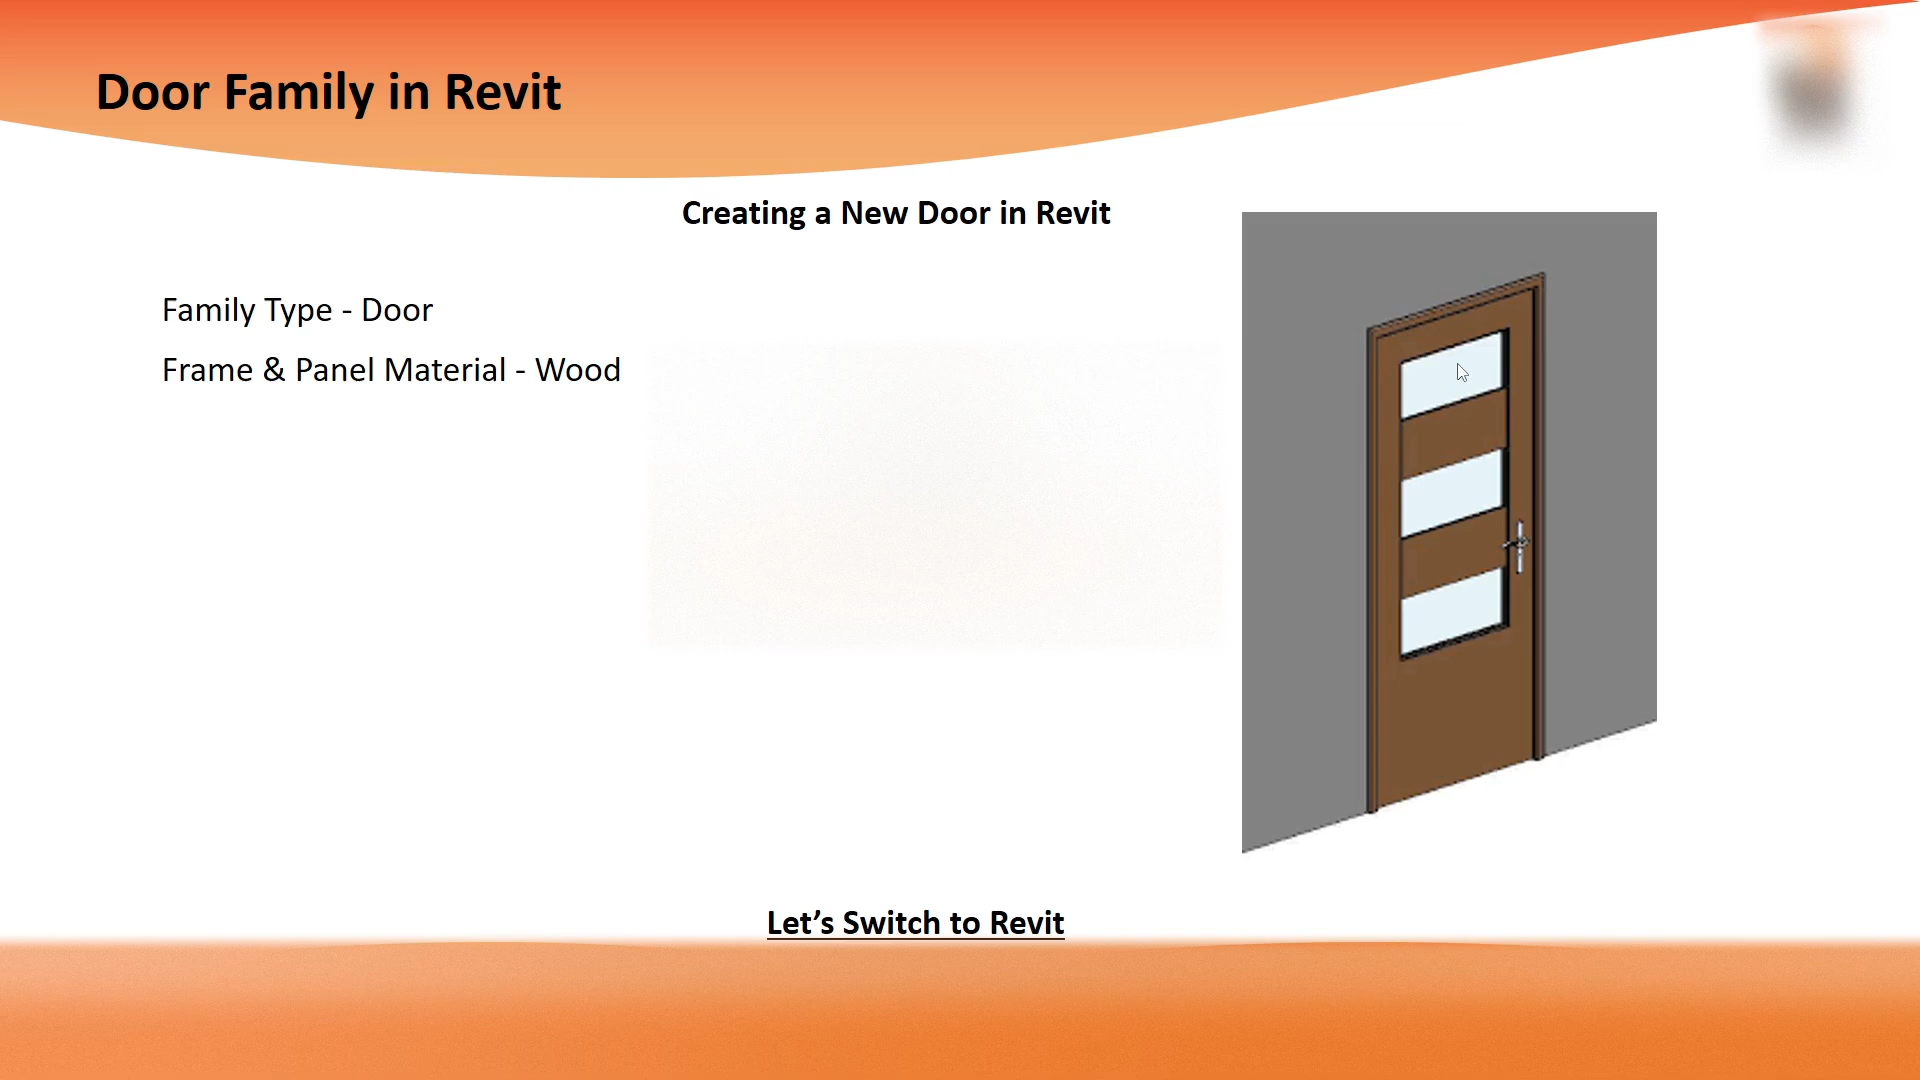 Door Family in Revit
Creating a New Door in Revit
Family Type - Door
Frame & Panel Material - Wood
Let’s Switch to Revit